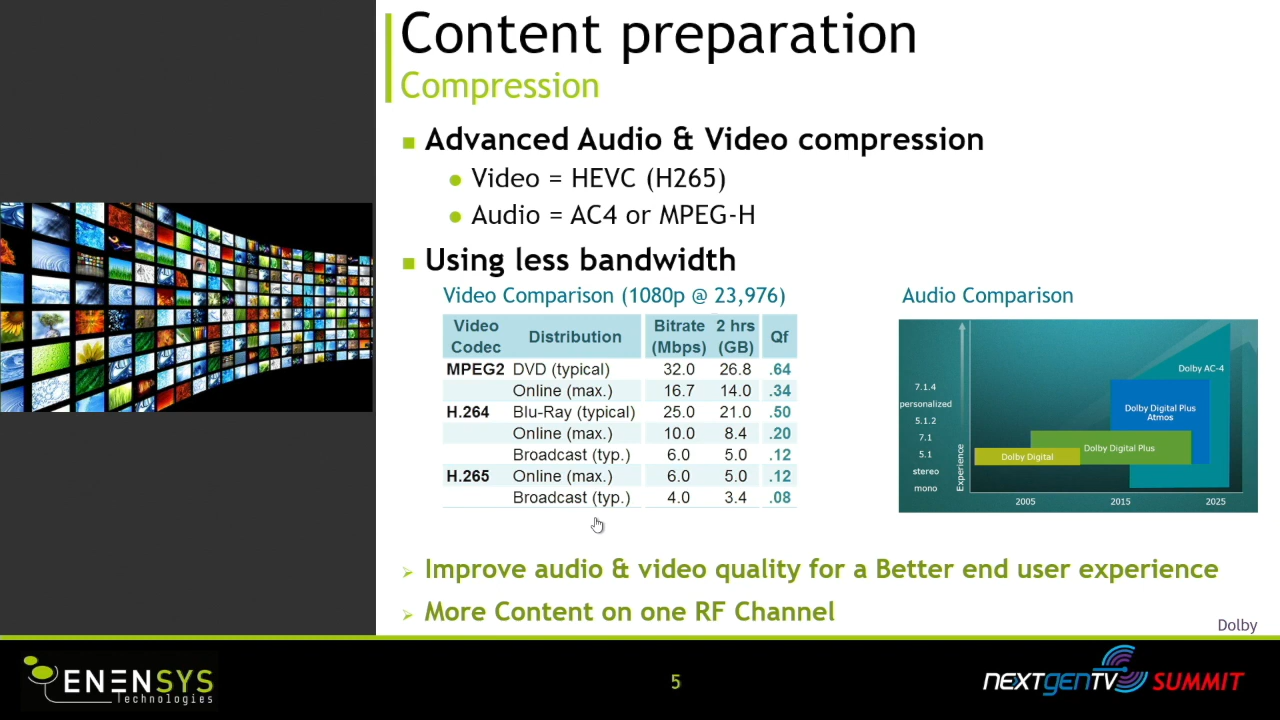 Content preparation
Compression
Advanced Audio & Video compression
Video = HEVC (H265)
Audio = AC4 or MPEG-H
Using less bandwidth
Video Comparison (1080p @ 23,976)
Video Codec Distribution Bitrate (Mbps) 2 hrs (GB) Qf
MPEG2 DVD (typical) 32.0 26.8 .64
Online (max.) 16.7 14.0 .34
H.264 Blu-Ray (typical) 25.0 21.0 .50
Online (max.) 10.0 8.4 .20
Broadcast (typ.) 6.0 5.0 .12
H.265 Online (max.) 6.0 5.0 .12
Broadcast (typ.) 4.0 3.4 .08
Audio Comparison
Dolby AC-4
7.1.4
personalized
5.1.2
7.1
5.1
stereo
mono
Experience
Dolby Digital Plus
Atmos
Dolby Digital Plus
Dolby Digital
2005 2015 2025
Improve audio & video quality for a Better end user experience
More Content on one RF Channel
Dolby
ENENSYS
Technologies
5
NEXTGENTV SUMMIT